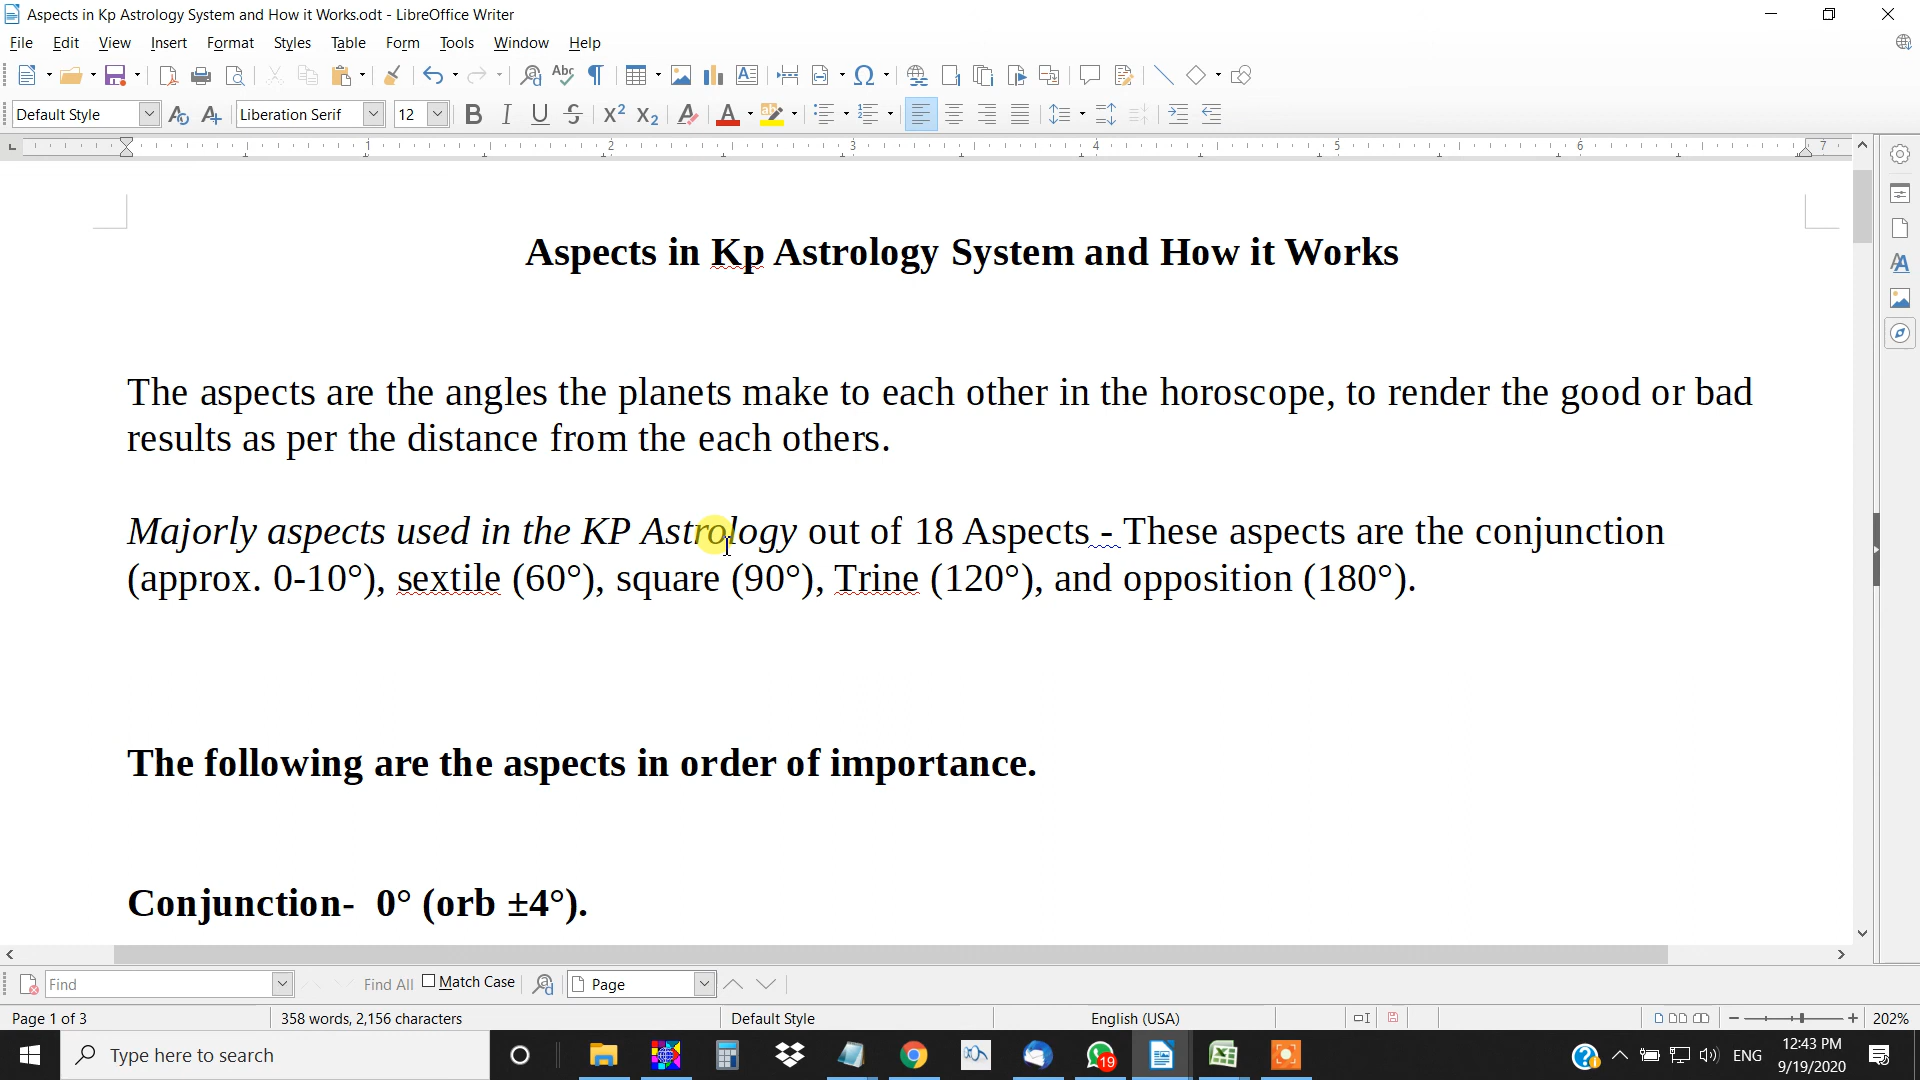 Aspects in Kp Astrology System and How it Works.odt - LibreOffice Writer
File Edit View Insert Format Styles Table Form Tools Window Help
Default Style Liberation Serif 12
1 2 3 4 5 6 7
Aspects in Kp Astrology System and How it Works
The aspects are the angles the planets make to each other in the horoscope, to render the good or bad
results as per the distance from the each others.
Majorly aspects used in the KP Astrology out of 18 Aspects - These aspects are the conjunction
(approx. 0-10°), sextile (60°), square (90°), Trine (120°), and opposition (180°).
The following are the aspects in order of importance.
Conjunction-  0° (orb ±4°).
Find Find All Match Case Page
Page 1 of 3 358 words, 2,156 characters Default Style English (USA) 202%
Type here to search 19 ENG 12:43 PM
9/19/2020